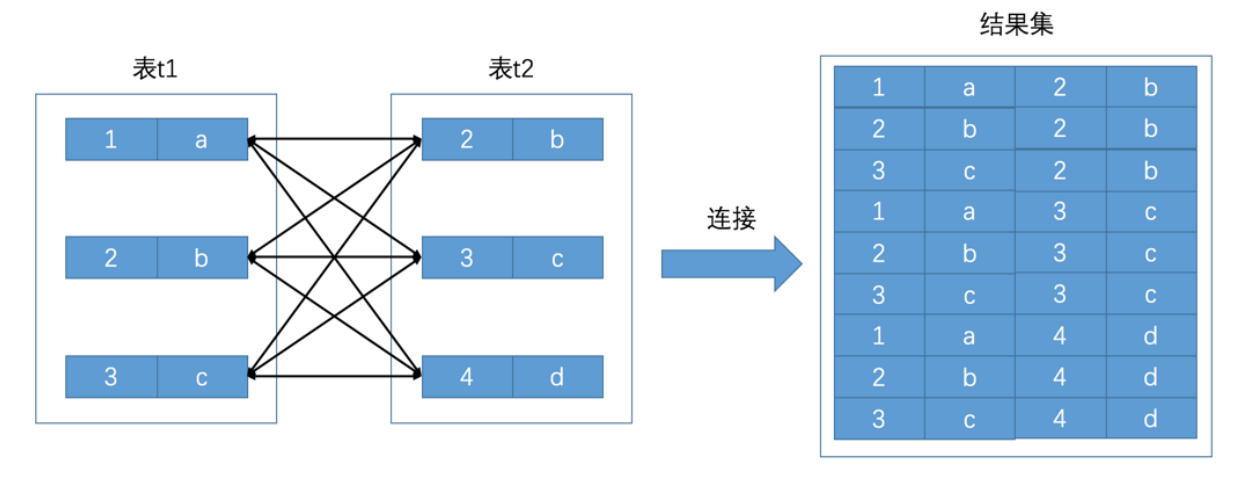 结果集
表t1
表t2
1 a
2 b
3 c
2 b
3 c
4 d
连接
1 a 2 b
2 b 2 b
3 c 2 b
1 a 3 c
2 b 3 c
3 c 3 c
1 a 4 d
2 b 4 d
3 c 4 d